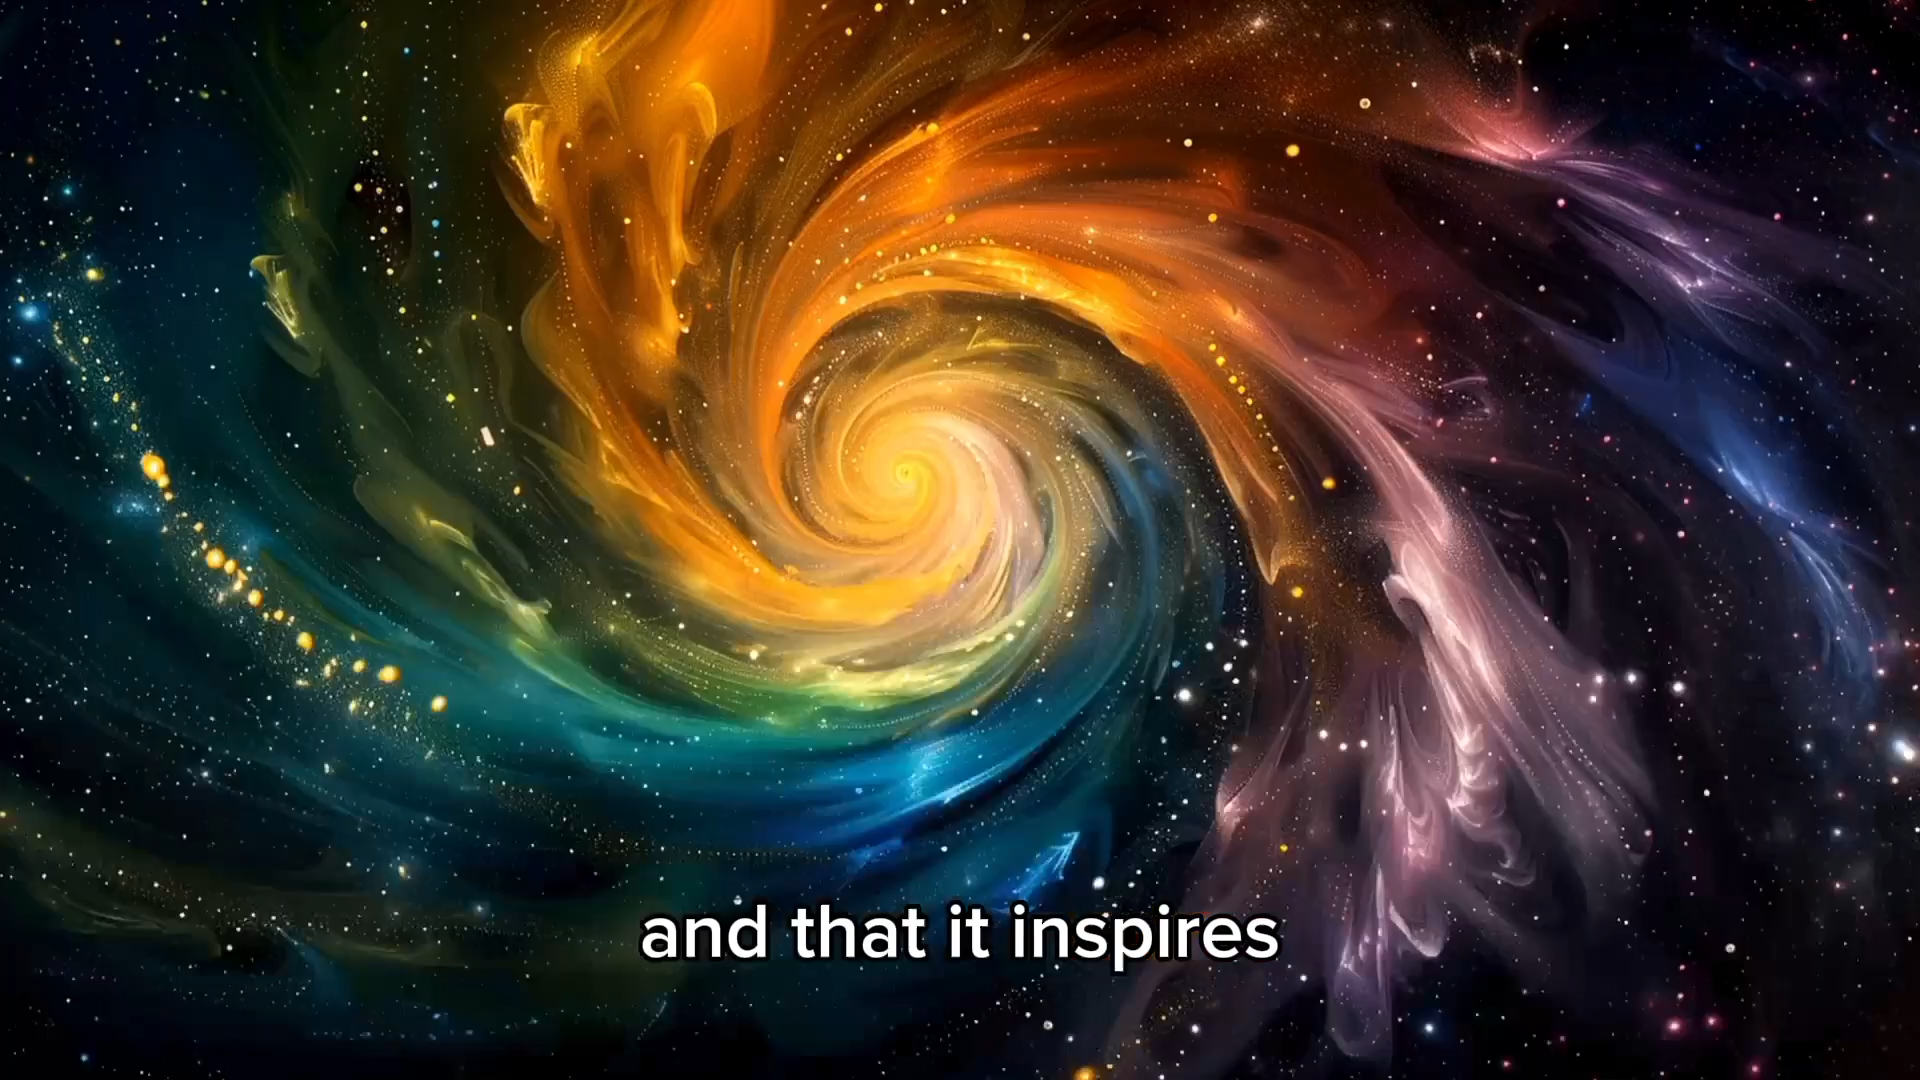 and that it inspires